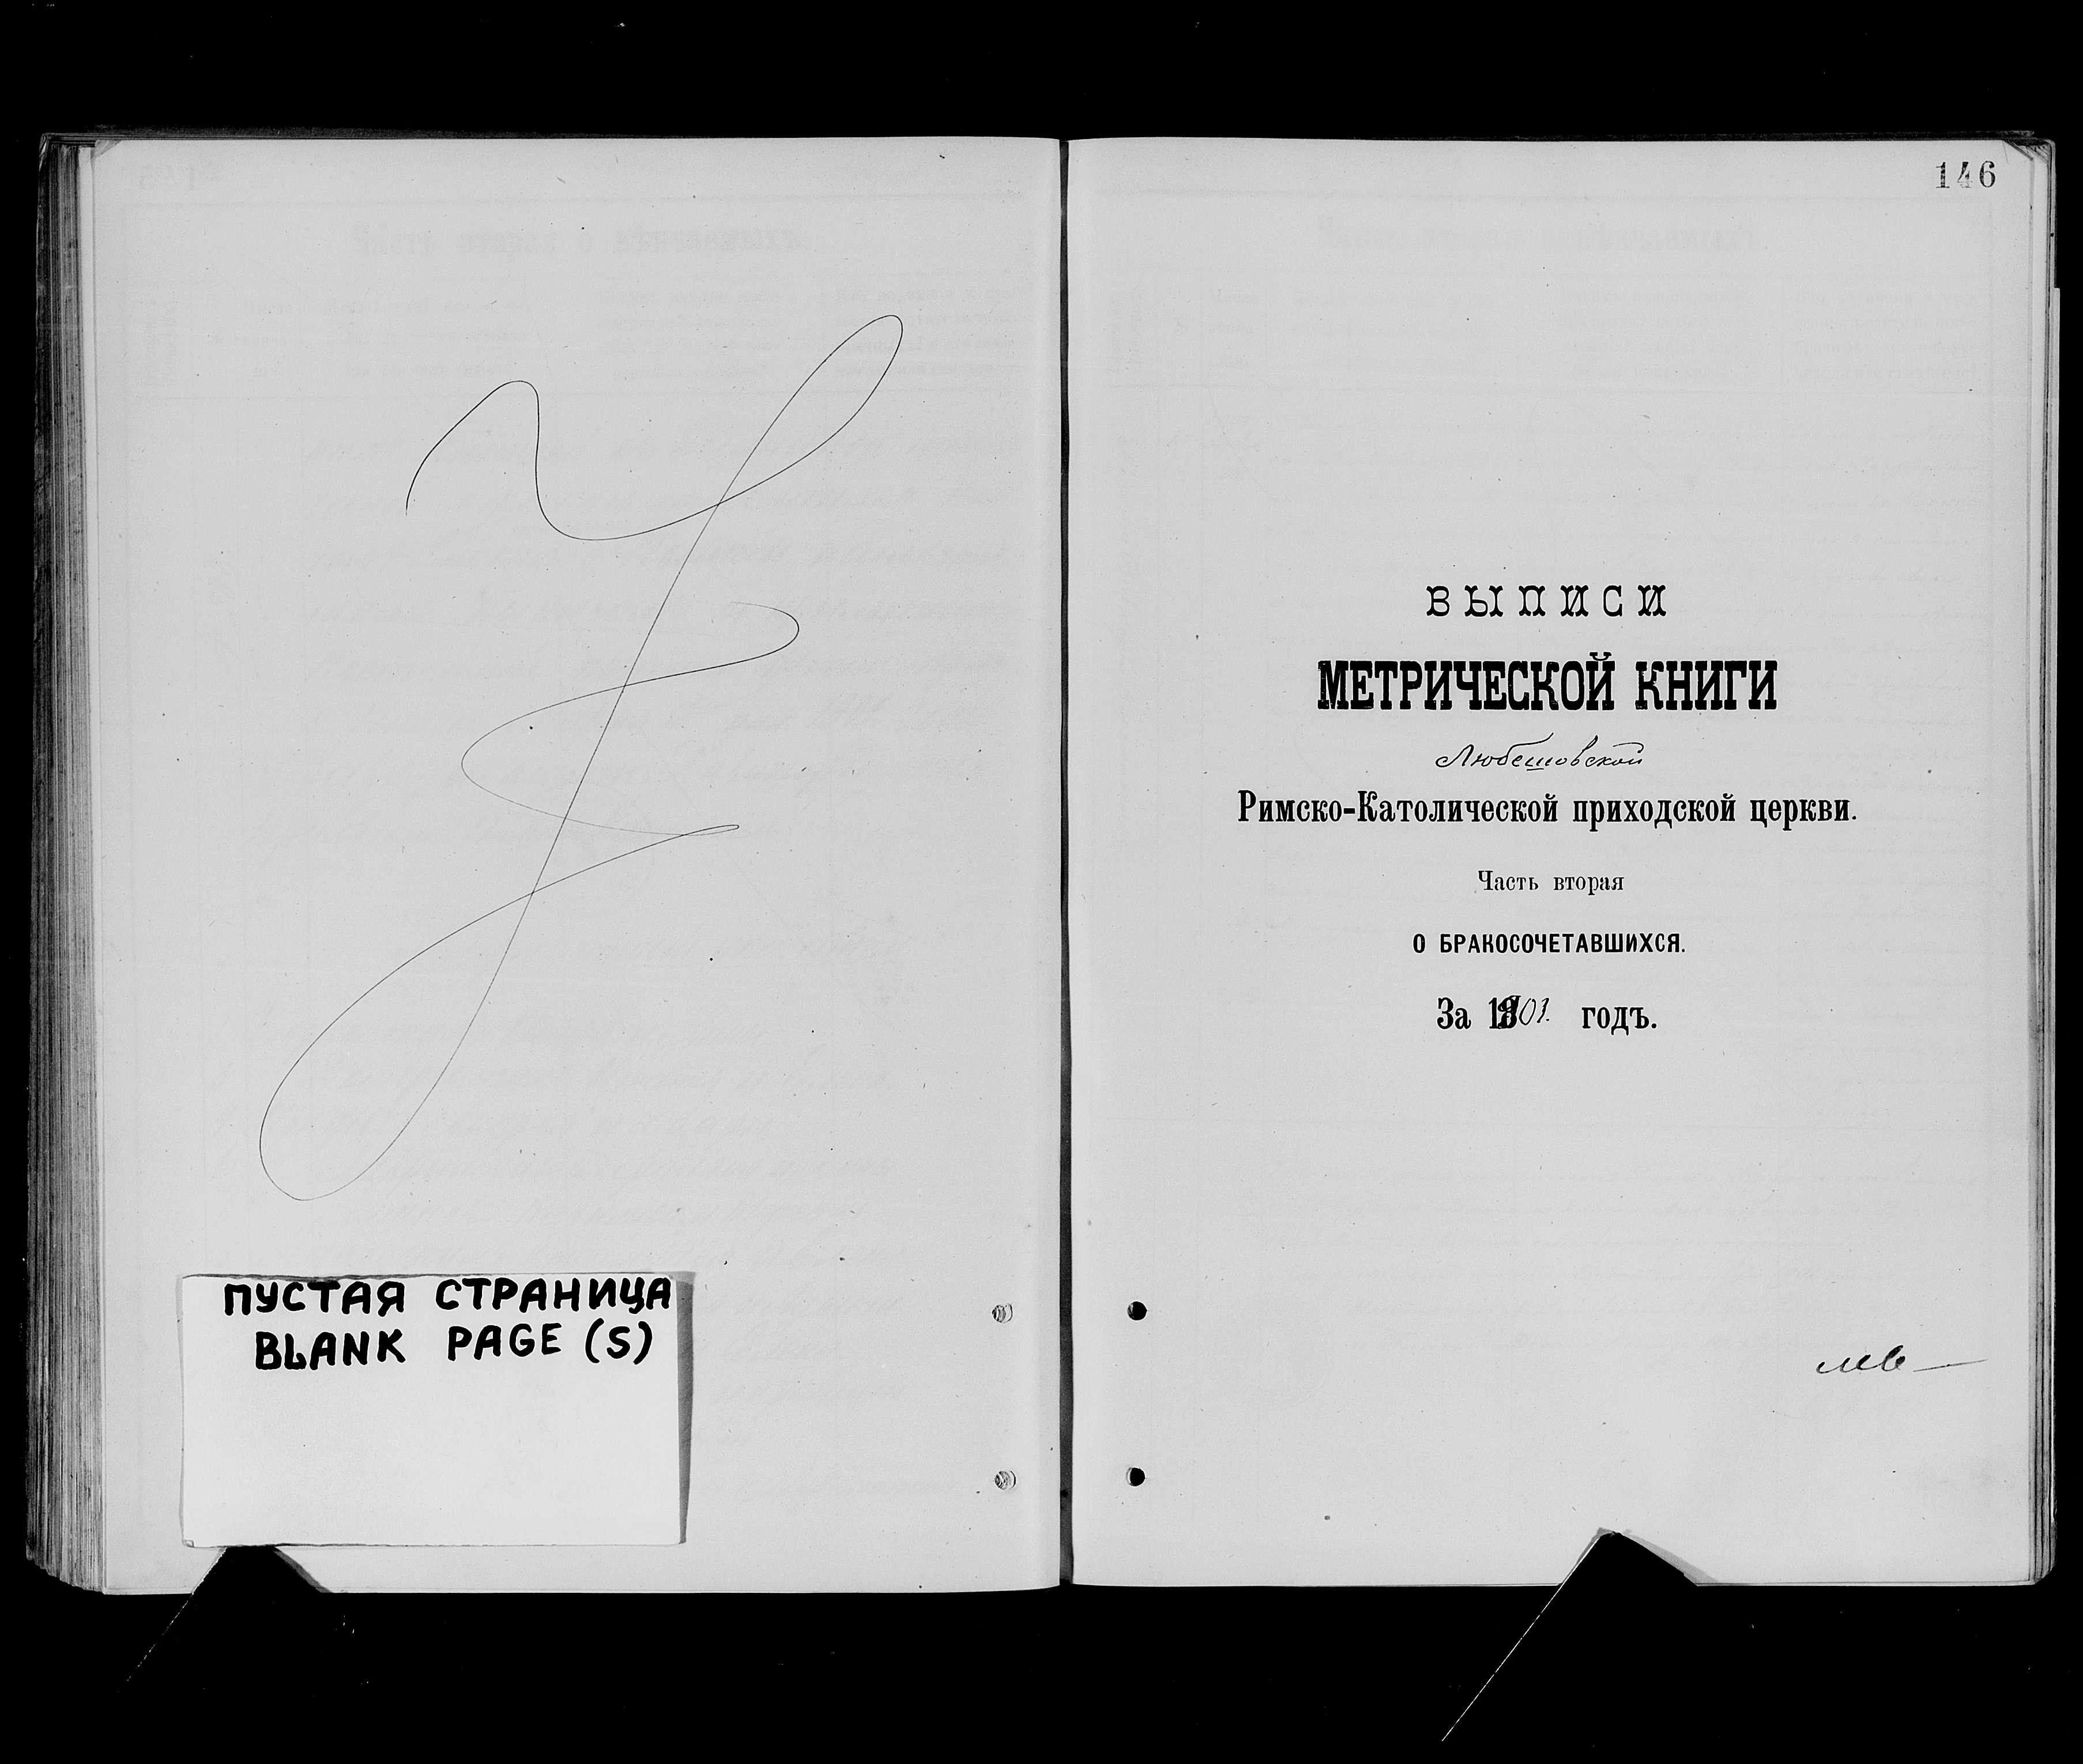 ПУСТАЯ СТРАНИЦА
BLANK PAGE (S)
146
ВЫПИСИ
МЕТРИЧЕСКОЙ КНИГИ
Любешовской
Римско-Католической приходской церкви.
Часть вторая
О БРАКОСОЧЕТАВШИХСЯ.
За 1901. годъ.